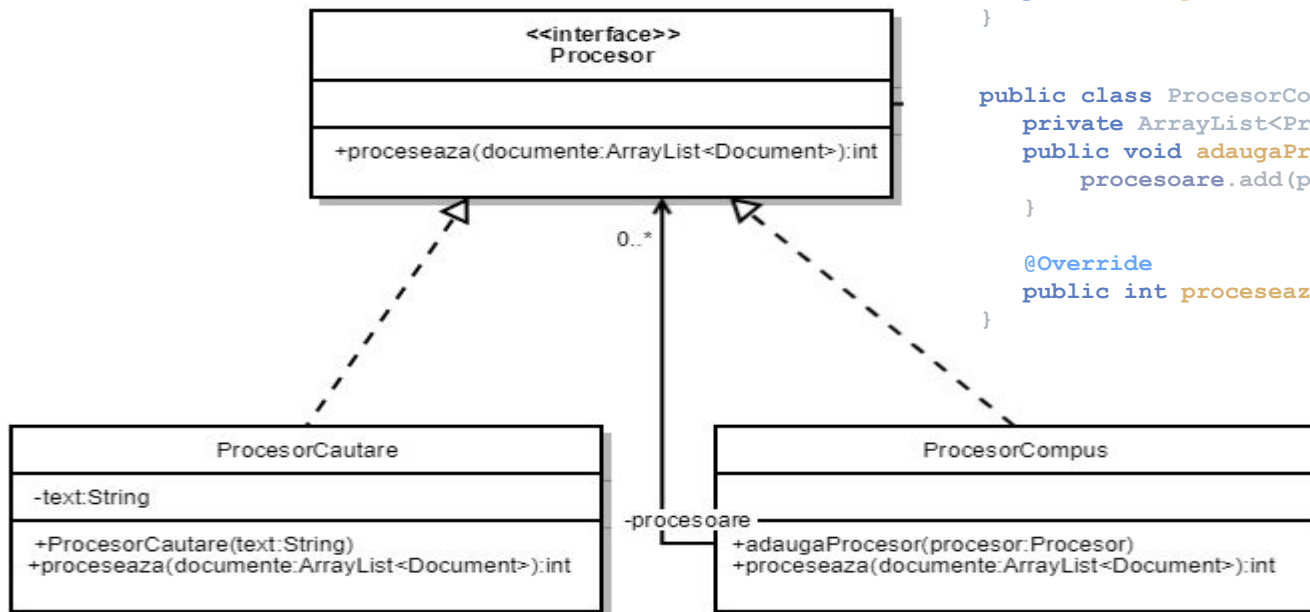 <<interface>>
Procesor
+proceseaza(documente:ArrayList<Document>):int
0..*
ProcesorCautare
-text:String
+ProcesorCautare(text:String)
+proceseaza(documente:ArrayList<Document>):int
-procesoare
ProcesorCompus
+adaugaProcesor(procesor:Procesor)
+proceseaza(documente:ArrayList<Document>):int
}
public class ProcesorCo
private ArrayList<Pr
public void adaugaPr
procesoare.add(p
}
@Override
public int proceseaz
}